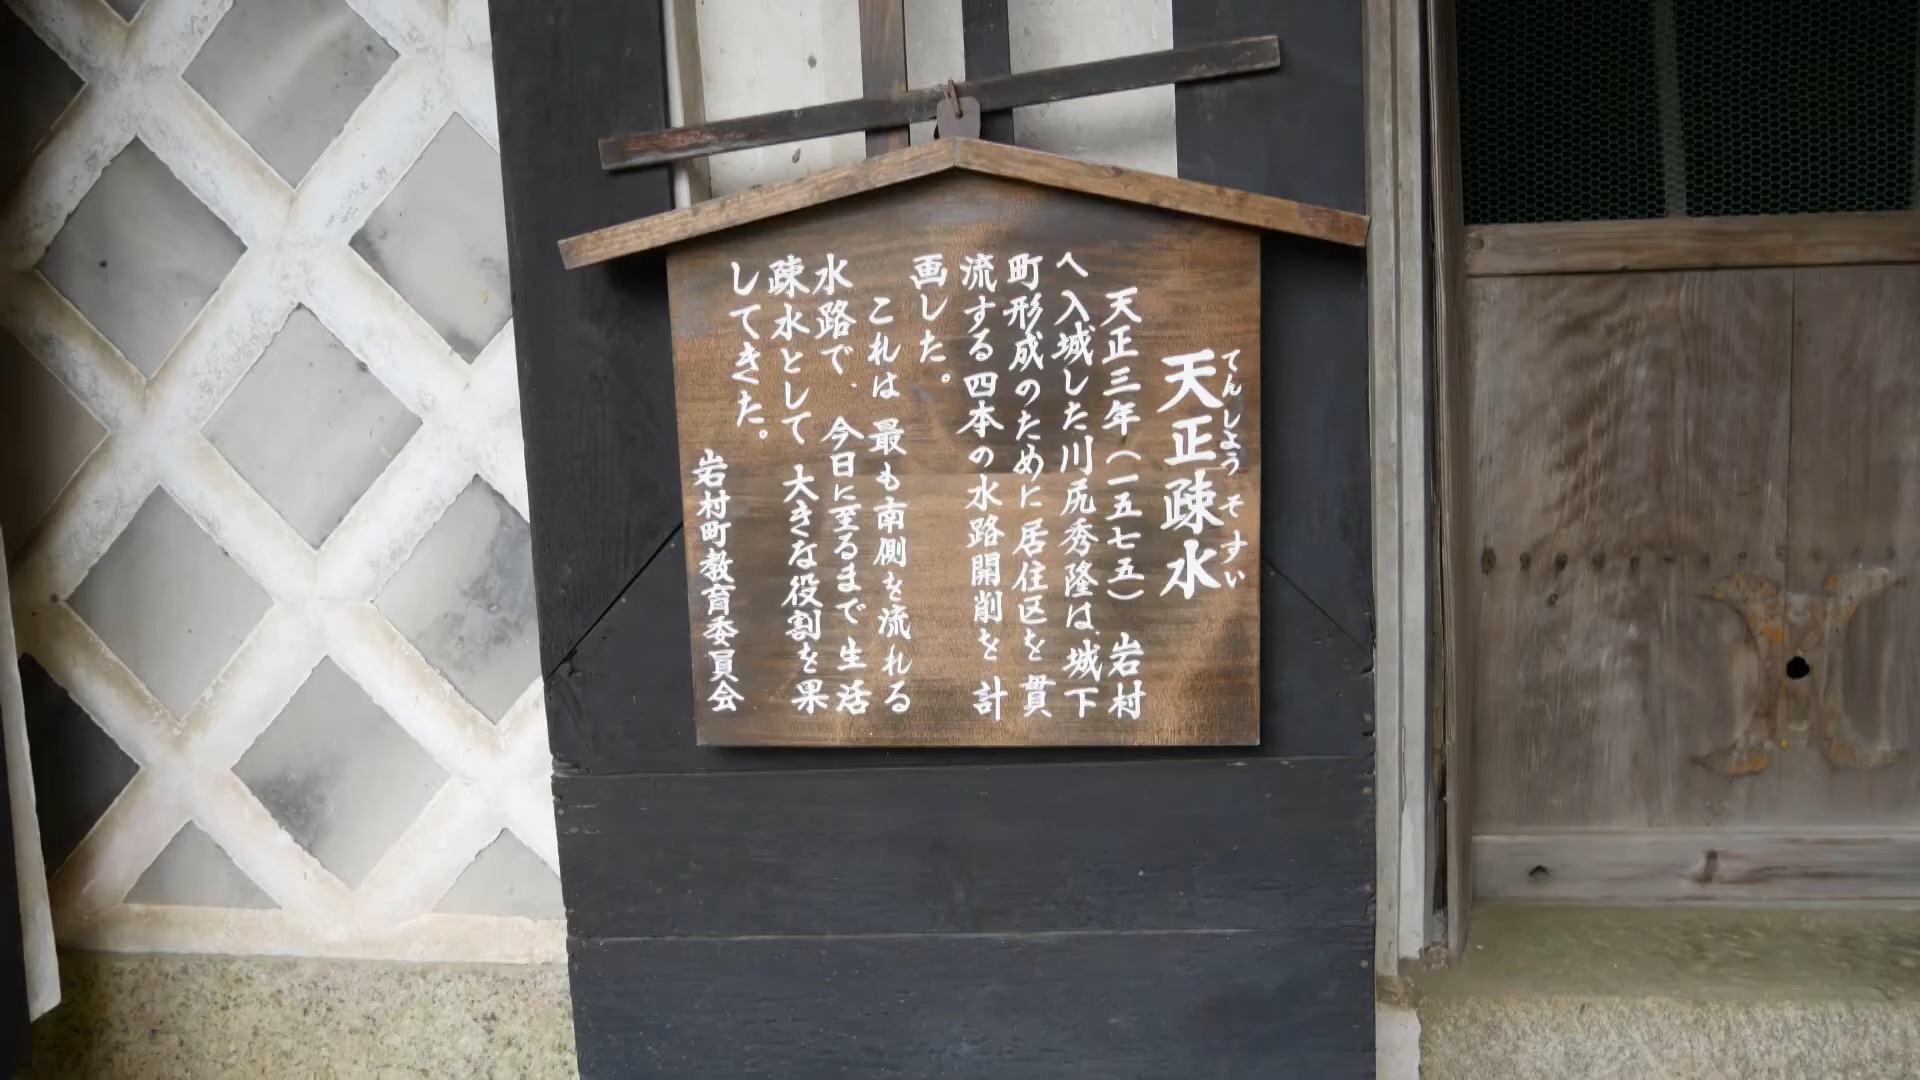 天正疎水
てんしようそすい
天正三年(一五七五) 岩村
へ入城した川尻秀隆は、城下
町形成のために居住区を貫
流する四本の水路開削を計
画した。
これは最も南側を流れる
水路で、今日に至るまで生活
疎水として大きな役割を果
してきた。
岩村町教育委員会